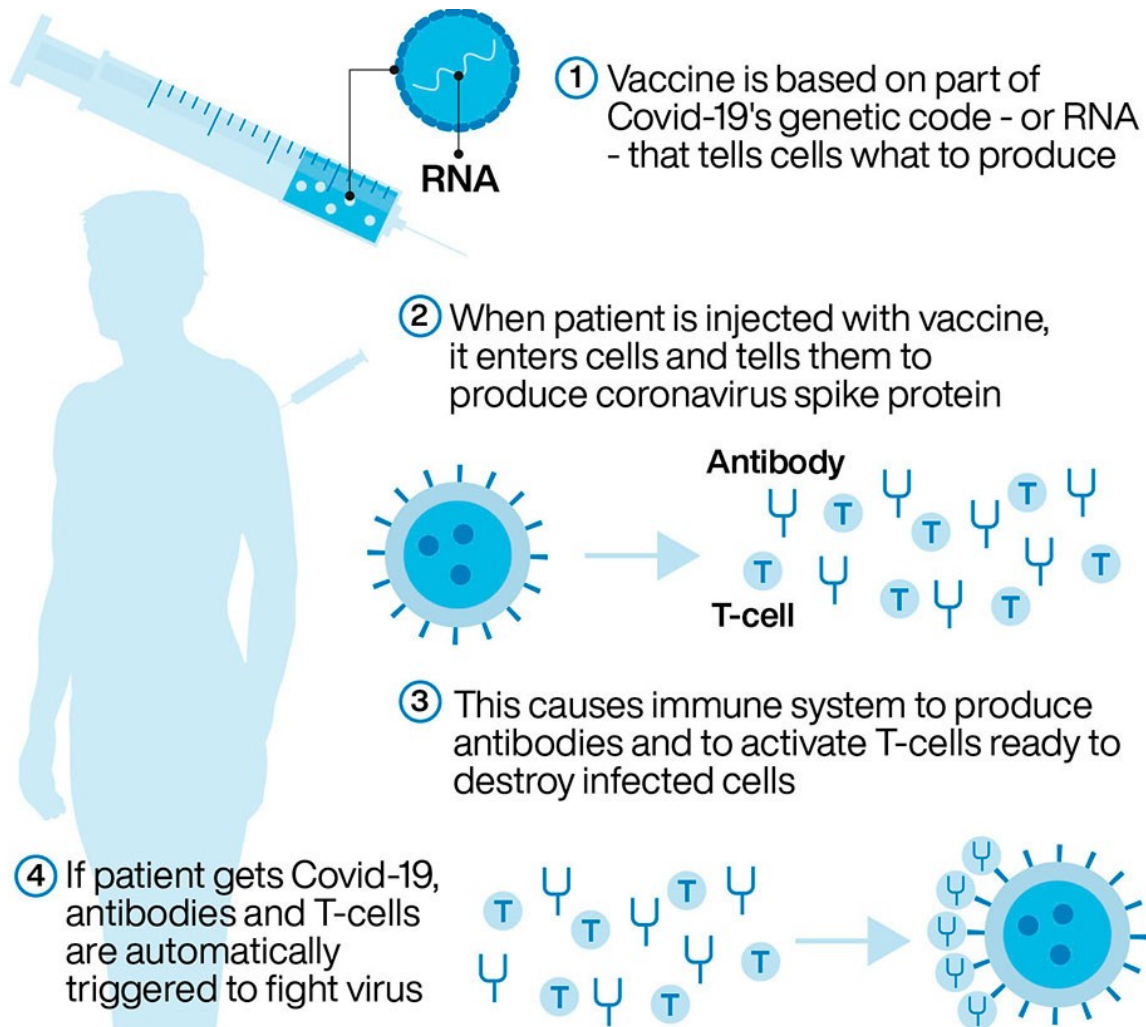 RNA
1 Vaccine is based on part of
Covid-19's genetic code - or RNA
- that tells cells what to produce
2 When patient is injected with vaccine,
it enters cells and tells them to
produce coronavirus spike protein
Antibody
T T T T T T T
T-cell
3 This causes immune system to produce
antibodies and to activate T-cells ready to
destroy infected cells
4 If patient gets Covid-19,
antibodies and T-cells
are automatically
triggered to fight virus
T T T T T T